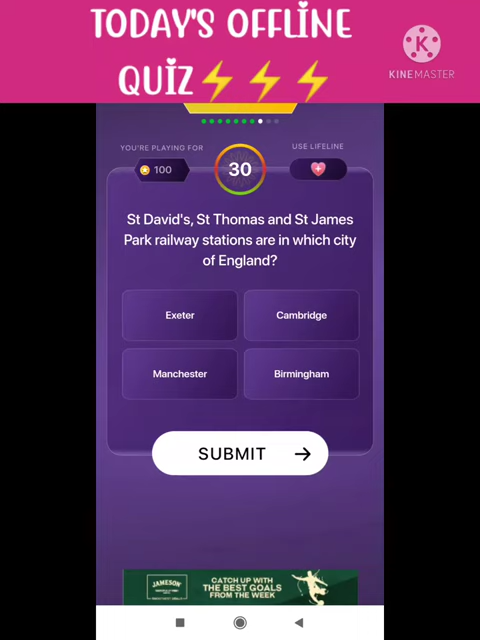 TODAY'S OFFLINE
QUIZ⚡⚡⚡
K
KINEMASTER
YOU'RE PLAYING FOR
USE LIFELINE
100
30
St David's, St Thomas and St James
Park railway stations are in which city
of England?
Exeter
Cambridge
Manchester
Birmingham
SUBMIT →
JAMESON
CATCH UP WITH
THE BEST GOALS
FROM THE WEEK